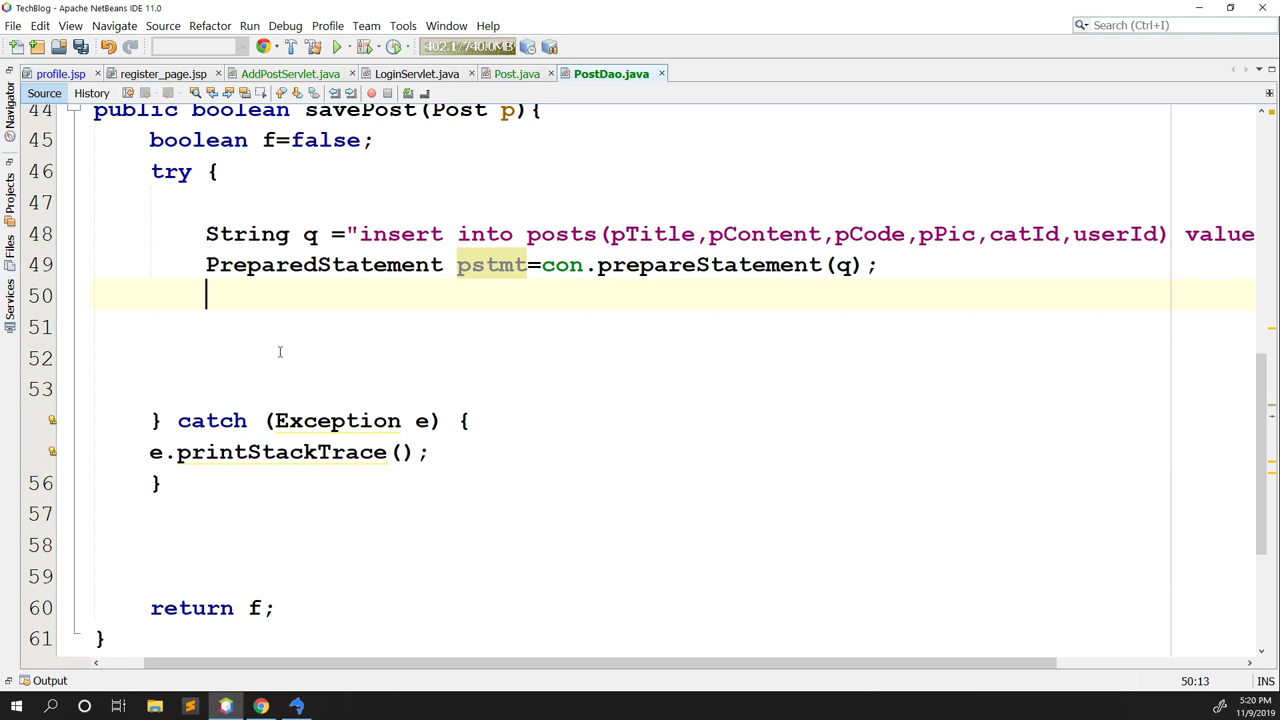 TechBlog - Apache NetBeans IDE 11.0
File Edit View Navigate Source Refactor Run Debug Profile Team Tools Window Help
Search (Ctrl+I)
402.1/740.0MB
profile.jsp register_page.jsp AddPostServlet.java LoginServlet.java Post.java PostDao.java
Source History
Navigator
Projects
Files
Services
44 public boolean savePost(Post p){
45 boolean f=false;
46 try {
47
48 String q ="insert into posts(pTitle,pContent,pCode,pPic,catId,userId) value
49 PreparedStatement pstmt=con.prepareStatement(q);
50
51
52
53
} catch (Exception e) {
e.printStackTrace();
56 }
57
58
59
60 return f;
61 }
Output
50:13 INS
5:20 PM
11/9/2019